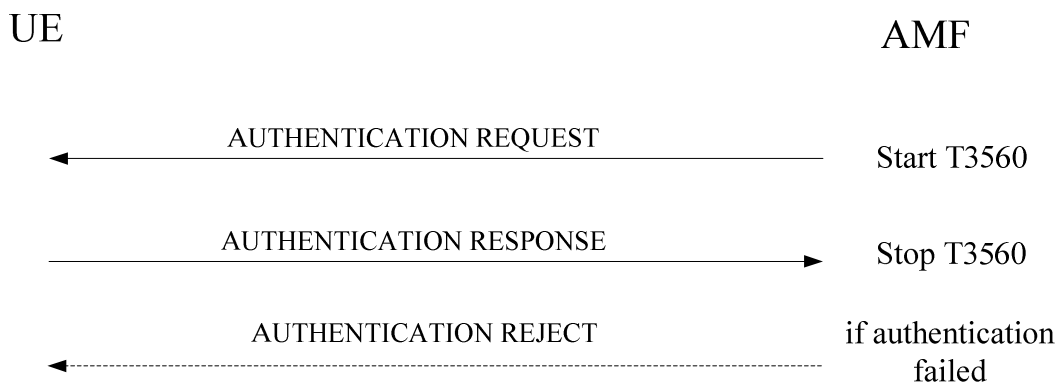 UE
AMF
AUTHENTICATION REQUEST
Start T3560
AUTHENTICATION RESPONSE
Stop T3560
AUTHENTICATION REJECT
if authentication
failed